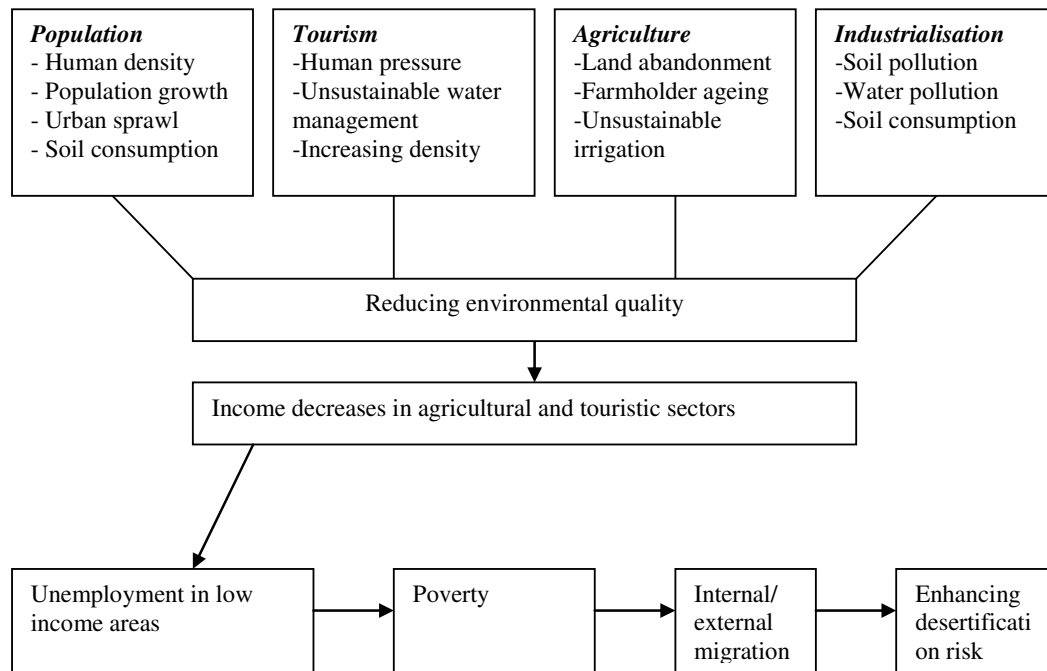 Population
- Human density
- Population growth
- Urban sprawl
- Soil consumption
Tourism
-Human pressure
-Unsustainable water
management
-Increasing density
Agriculture
-Land abandonment
-Farmholder ageing
-Unsustainable
irrigation
Industrialisation
-Soil pollution
-Water pollution
-Soil consumption
Reducing environmental quality
Income decreases in agricultural and touristic sectors
Unemployment in low
income areas
Poverty
Internal/
external
migration
Enhancing
desertificati
on risk